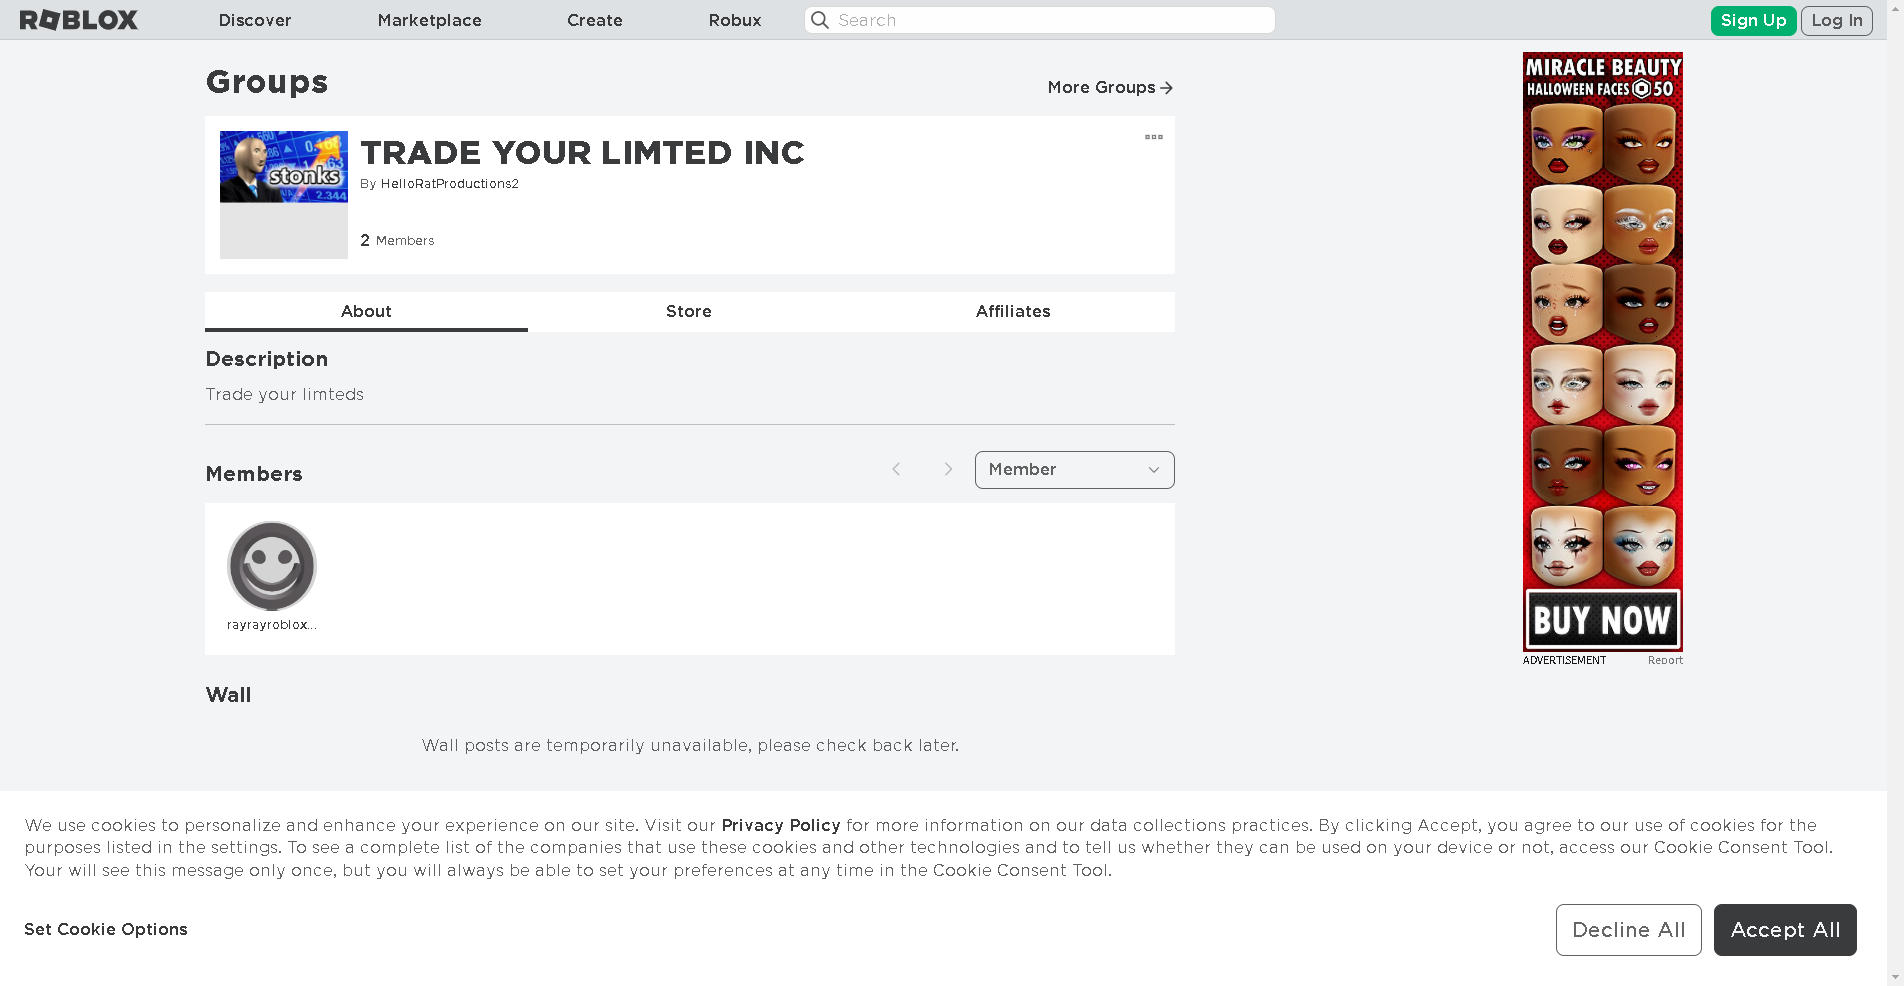 ROBLOX
Discover
Marketplace
Create
Robux
Search
Sign Up
Log In
Groups
More Groups
stonks
TRADE YOUR LIMTED INC
By HelloRatProductions2
2 Members
About
Store
Affiliates
Description
Trade your limteds
Members
Member
rayrayroblox...
Wall
Wall posts are temporarily unavailable, please check back later.
MIRACLE BEAUTY
HALLOWEEN FACES 50
BUY NOW
ADVERTISEMENT
Report
We use cookies to personalize and enhance your experience on our site. Visit our Privacy Policy for more information on our data collections practices. By clicking Accept, you agree to our use of cookies for the
purposes listed in the settings. To see a complete list of the companies that use these cookies and other technologies and to tell us whether they can be used on your device or not, access our Cookie Consent Tool.
Your will see this message only once, but you will always be able to set your preferences at any time in the Cookie Consent Tool.
Set Cookie Options
Decline All
Accept All